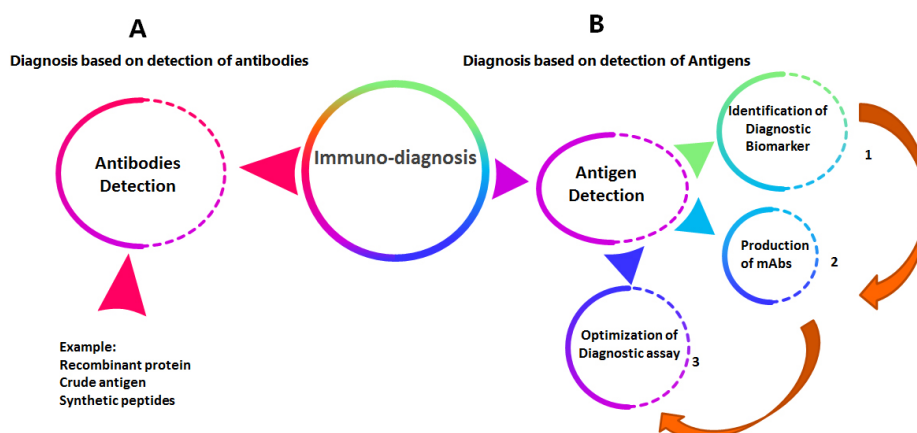 A
Diagnosis based on detection of antibodies
B
Diagnosis based on detection of Antigens
Immuno-diagnosis
Antibodies
Detection
Example:
Recombinant protein
Crude antigen
Synthetic peptides
Antigen
Detection
Identification of
Diagnostic
Biomarker
1
Production
of mAbs
2
Optimization of
Diagnostic assay
3